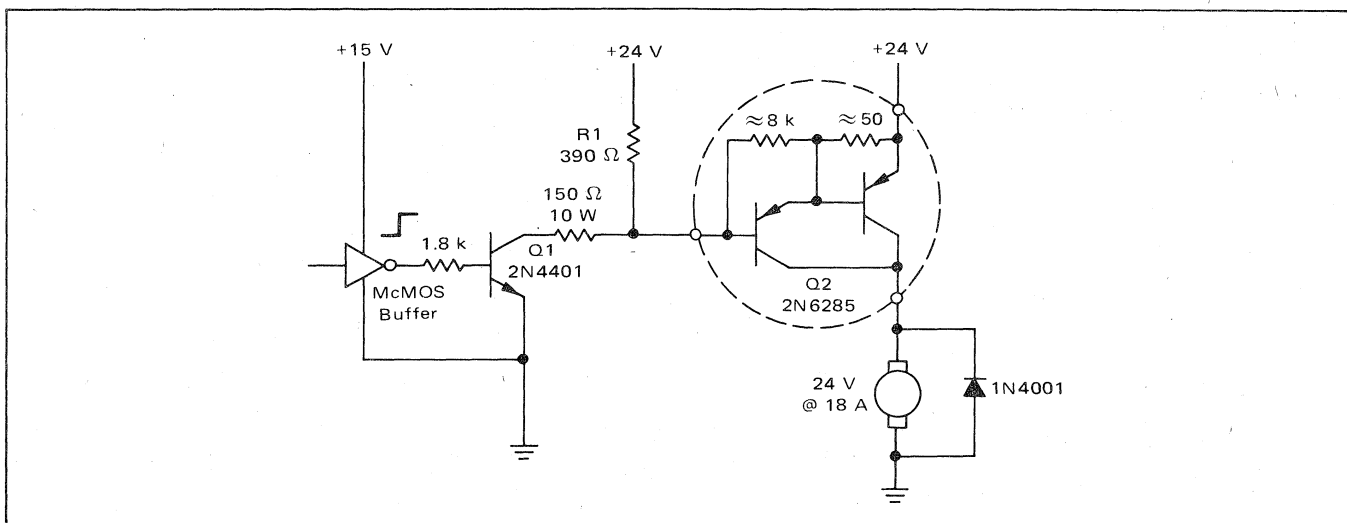 +15 V
+24 V
+24 V
≈8 k
≈50
R1
390 Ω
150 Ω
10 W
1.8 k
Q1
2N4401
McMOS
Buffer
Q2
2N6285
24 V
@ 18 A
1N4001